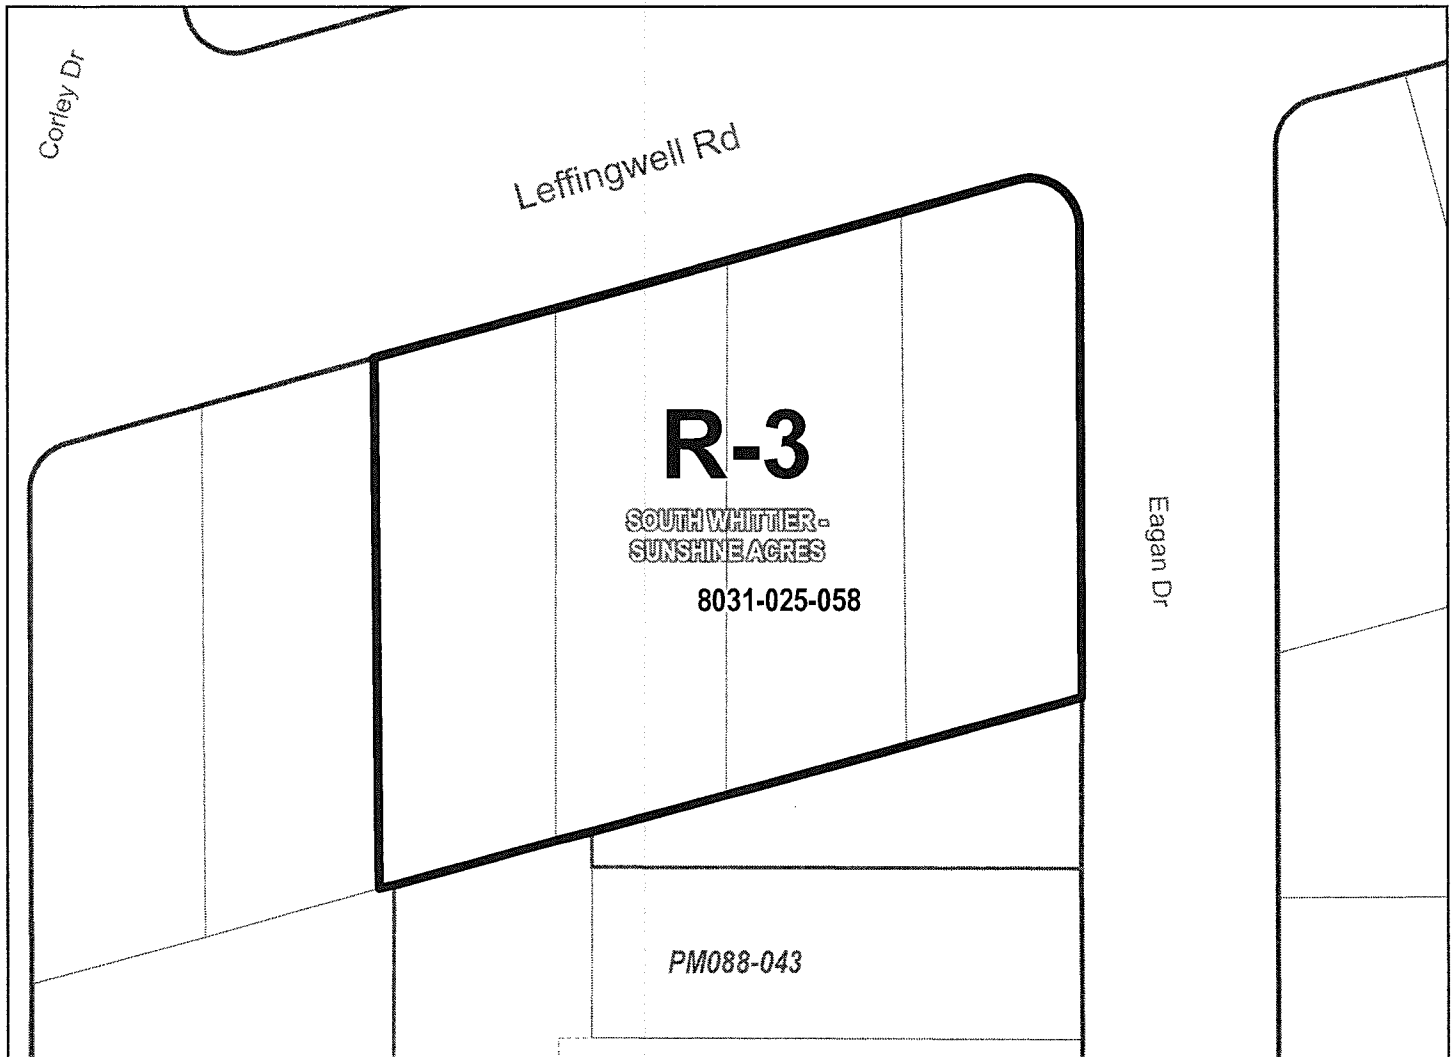 Corley Dr
Leffingwell Rd
R-3
SOUTH WHITTIER -
SUNSHINE ACRES
8031-025-058
Eagan Dr
PM088-043